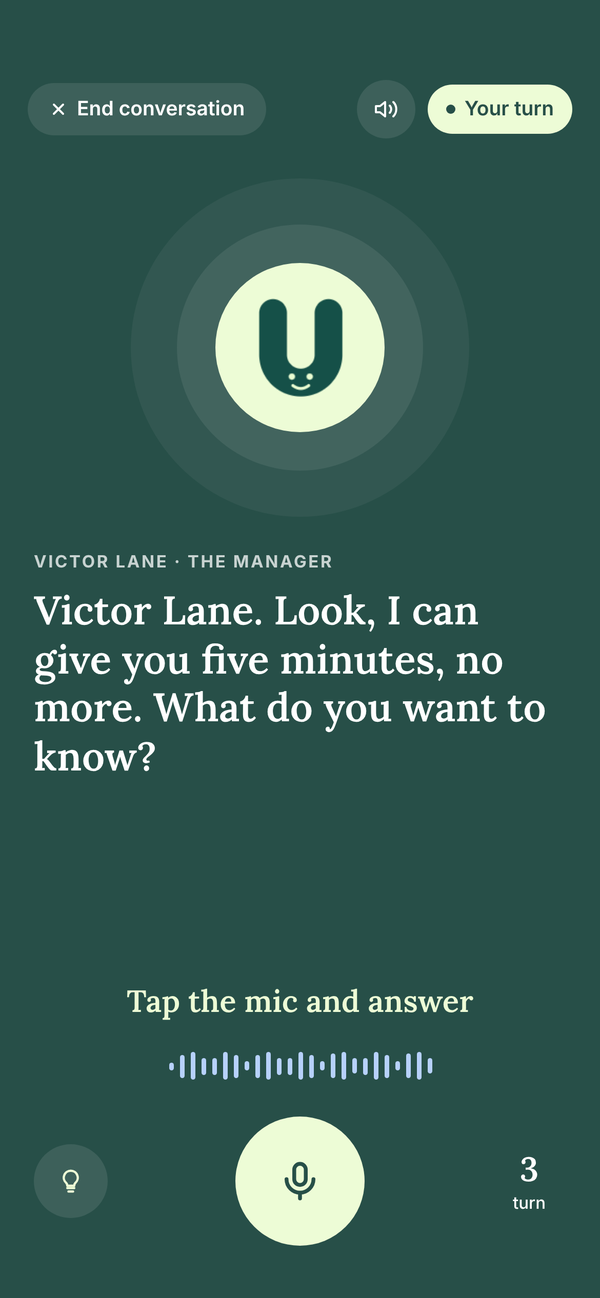 End conversation
Your turn
VICTOR LANE · THE MANAGER
Victor Lane. Look, I can
give you five minutes, no
more. What do you want to
know?
Tap the mic and answer
3
turn